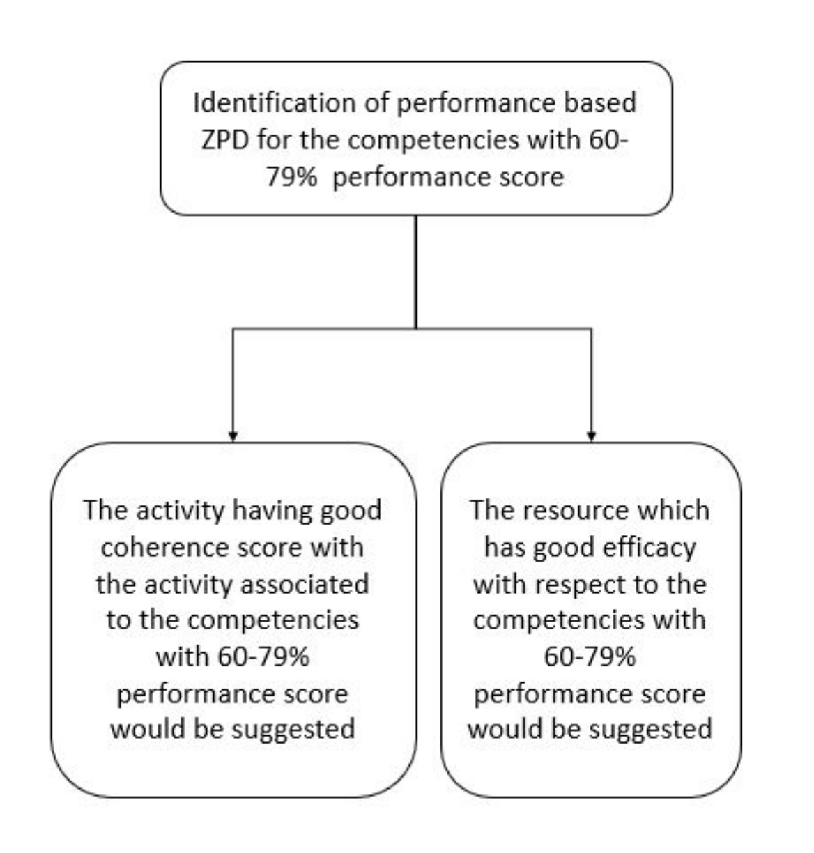 Identification of performance based
ZPD for the competencies with 60-
79% performance score
The activity having good
coherence score with
the activity associated
to the competencies
with 60-79%
performance score
would be suggested
The resource which
has good efficacy
with respect to the
competencies with
60-79%
performance score
would be suggested